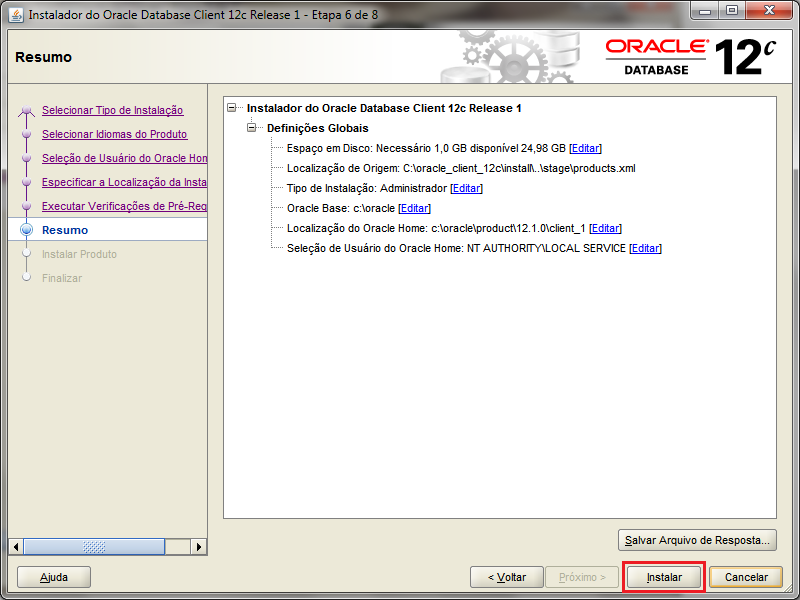 Instalador do Oracle Database Client 12c Release 1 - Etapa 6 de 8
Resumo
ORACLE
DATABASE
12c
Selecionar Tipo de Instalação
Selecionar Idiomas do Produto
Seleção de Usuário do Oracle Hon
Especificar a Localização da Insta
Executar Verificações de Pré-Req
Resumo
Instalar Produto
Finalizar
Instalador do Oracle Database Client 12c Release 1
Definições Globais
Espaço em Disco: Necessário 1,0 GB disponível 24,98 GB [Editar]
Localização de Origem: C:\oracle_client_12c\install\..\stage\products.xml
Tipo de Instalação: Administrador [Editar]
Oracle Base: c:\oracle [Editar]
Localização do Oracle Home: c:\oracle\product\12.1.0\client_1 [Editar]
Seleção de Usuário do Oracle Home: NT AUTHORITY\LOCAL SERVICE [Editar]
Salvar Arquivo de Resposta...
Ajuda
< Voltar
Próximo >
Instalar
Cancelar